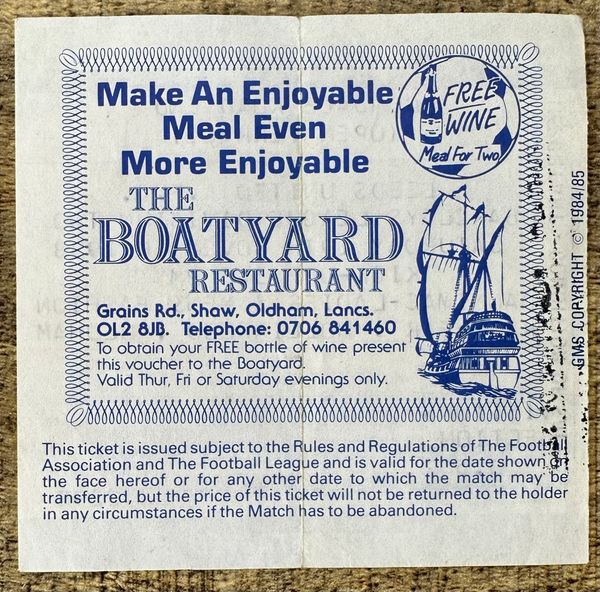 Make An Enjoyable
Meal Even
More Enjoyable
FREE
WINE
Meal For Two
THE
BOATYARD
RESTAURANT
Grains Rd., Shaw, Oldham, Lancs.
OL2 8JB. Telephone: 0706 841460
To obtain your FREE bottle of wine present
this voucher to the Boatyard.
Valid Thur, Fri or Saturday evenings only.
GMS COPYRIGHT © 1984/85
This ticket is issued subject to the Rules and Regulations of The Football
Association and The Football League and is valid for the date shown on
the face hereof or for any other date to which the match may be
transferred, but the price of this ticket will not be returned to the holder
in any circumstances if the Match has to be abandoned.